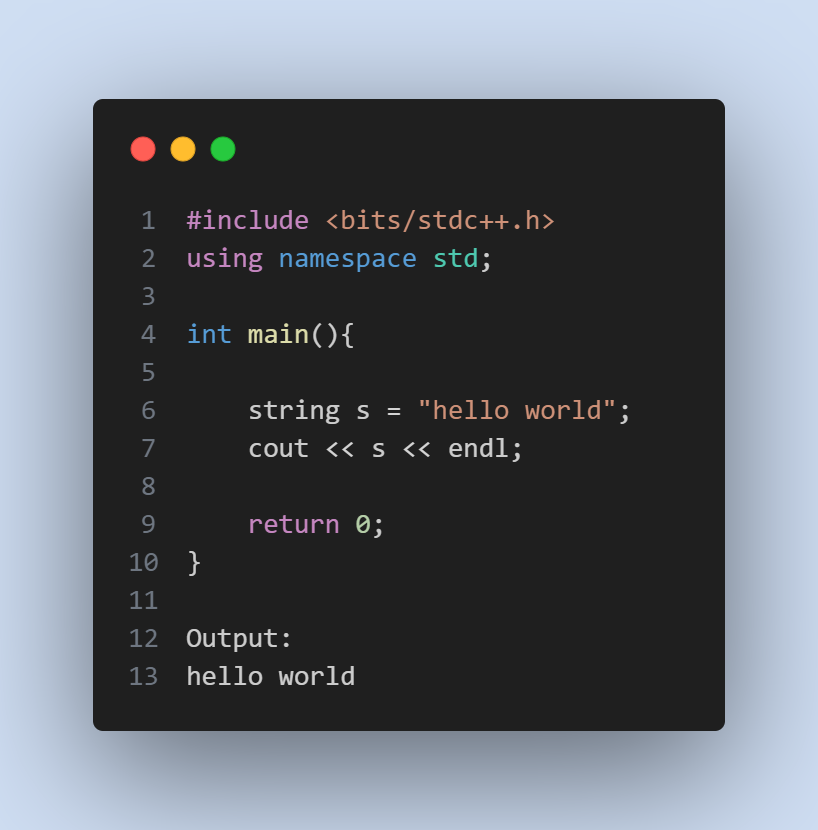 1 #include <bits/stdc++.h>
2 using namespace std;
3
4 int main(){
5
6     string s = "hello world";
7     cout << s << endl;
8
9     return 0;
10 }
11
12 Output:
13 hello world